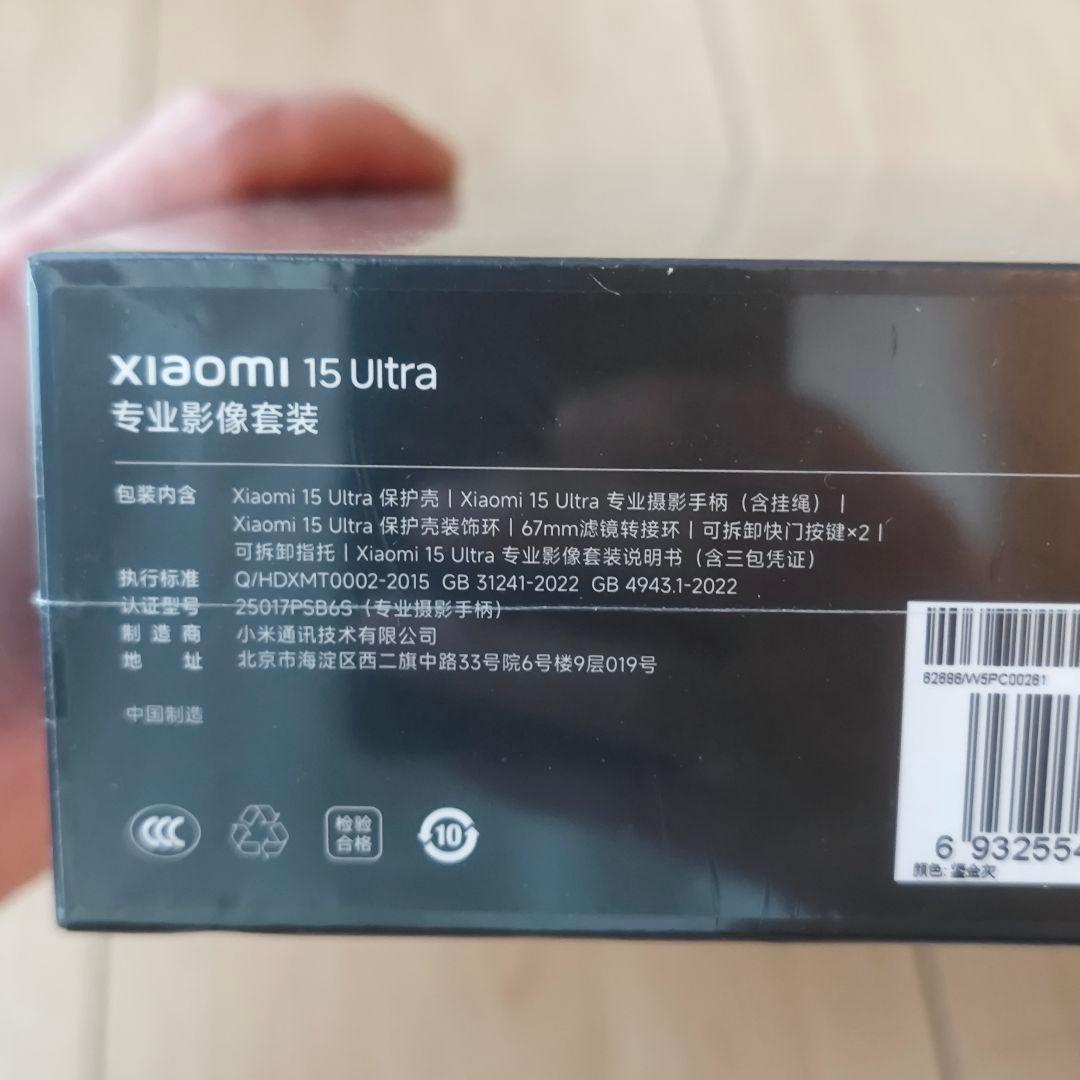 xiaomi 15 Ultra
专业影像套装
包装内含 Xiaomi 15 Ultra 保护壳 | Xiaomi 15 Ultra 专业摄影手柄（含挂绳） |
Xiaomi 15 Ultra 保护壳装饰环 | 67mm滤镜转接环 | 可拆卸快门按键×2 |
可拆卸指托 | Xiaomi 15 Ultra 专业影像套装说明书（含三包凭证）
执行标准 Q/HDXMT0002-2015 GB 31241-2022 GB 4943.1-2022
认证型号 25017PSB6S（专业摄影手柄）
制造商 小米通讯技术有限公司
地址 北京市海淀区西二旗中路33号院6号楼9层019号
中国制造
CCC
检验
合格
10
62688/W5PC00261
6 932554
颜色: 鎏金灰